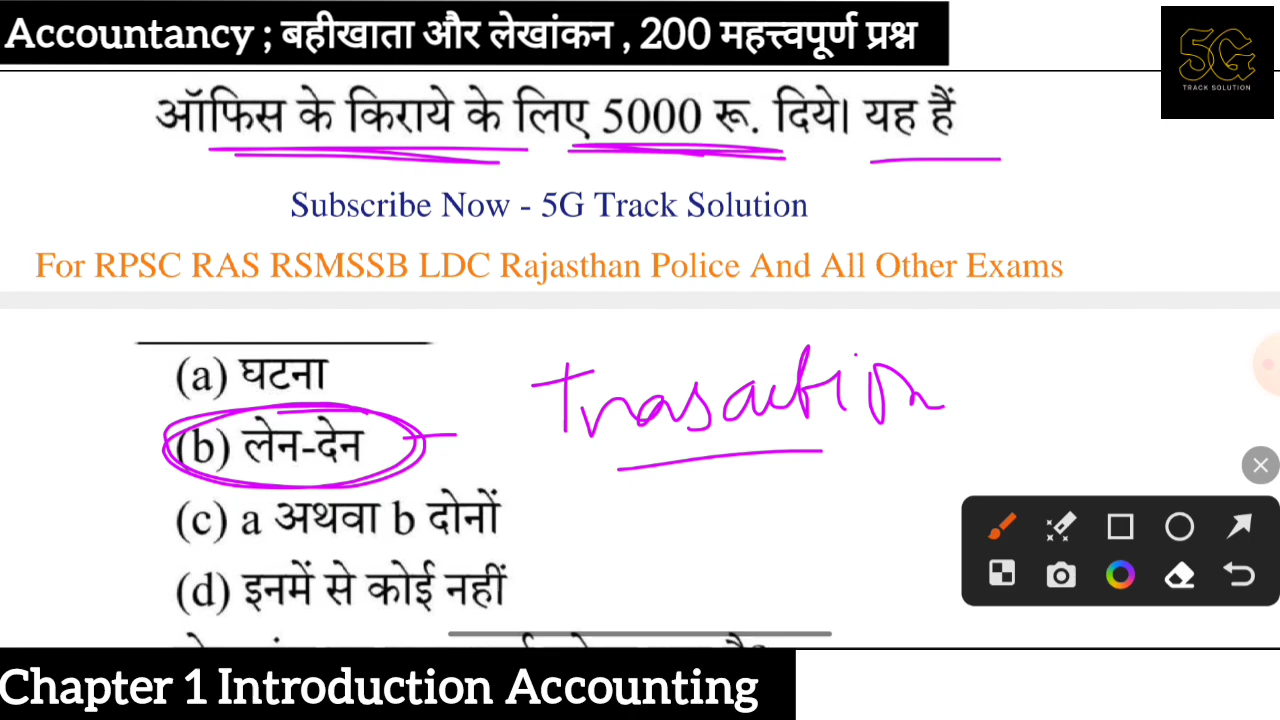 Accountancy ; बहीखाता और लेखांकन , 200 महत्त्वपूर्ण प्रश्न
5G
TRACK SOLUTION
ऑफिस के किराये के लिए 5000 रू. दिये। यह हैं
Subscribe Now - 5G Track Solution
For RPSC RAS RSMSSB LDC Rajasthan Police And All Other Exams
(a) घटना
(b) लेन-देन
Trasaction
(c) a अथवा b दोनों
(d) इनमें से कोई नहीं
Chapter 1 Introduction Accounting